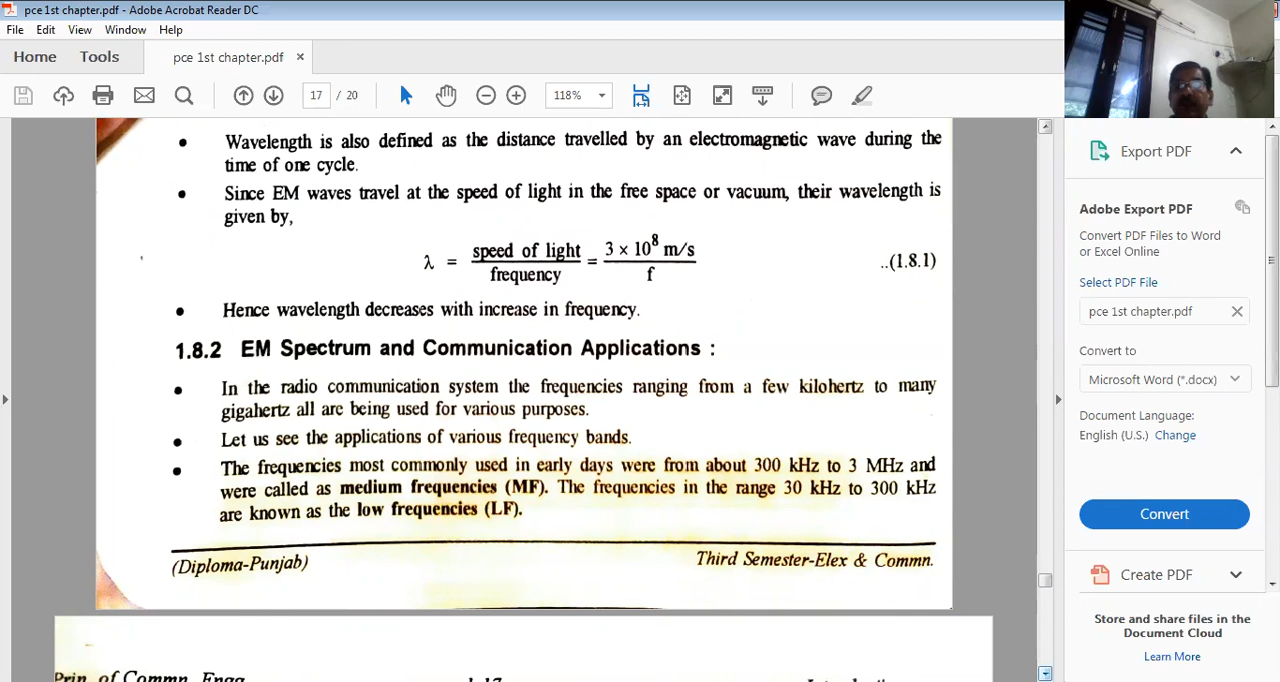 pce 1st chapter.pdf - Adobe Acrobat Reader DC
File Edit View Window Help
Home Tools pce 1st chapter.pdf ×
17 / 20 118%
• Wavelength is also defined as the distance travelled by an electromagnetic wave during the
time of one cycle.
• Since EM waves travel at the speed of light in the free space or vacuum, their wavelength is
given by,
λ = speed of light / frequency = 3 × 10⁸ m/s / f ..(1.8.1)
• Hence wavelength decreases with increase in frequency.
1.8.2 EM Spectrum and Communication Applications :
• In the radio communication system the frequencies ranging from a few kilohertz to many
gigahertz all are being used for various purposes.
• Let us see the applications of various frequency bands.
• The frequencies most commonly used in early days were from about 300 kHz to 3 MHz and
were called as medium frequencies (MF). The frequencies in the range 30 kHz to 300 kHz
are known as the low frequencies (LF).
(Diploma-Punjab) Third Semester-Elex & Commn.
Prin. of Commn. Engg
Export PDF
Adobe Export PDF
Convert PDF Files to Word
or Excel Online
Select PDF File
pce 1st chapter.pdf ×
Convert to
Microsoft Word (*.docx)
Document Language:
English (U.S.) Change
Convert
Create PDF
Store and share files in the
Document Cloud
Learn More